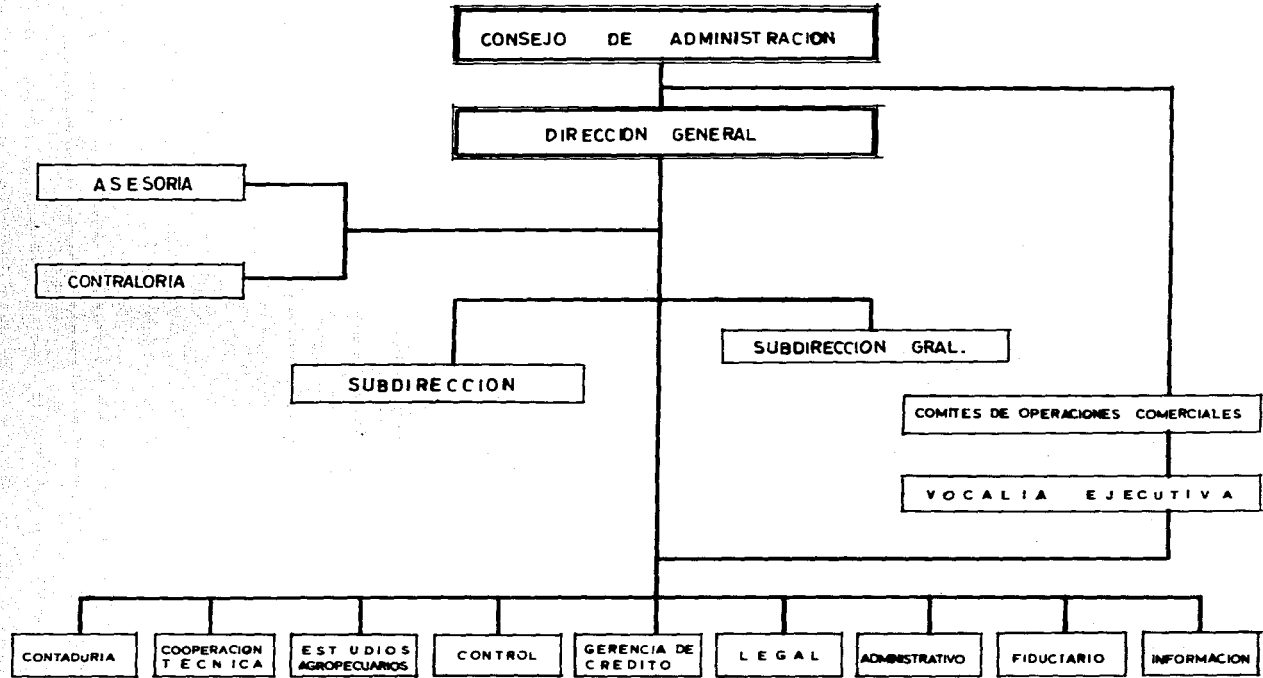 CONSEJO DE ADMINISTRACION
DIRECCION GENERAL
ASESORIA
CONTRALORIA
SUBDIRECCION GRAL.
SUBDIRECCION
COMITES DE OPERACIONES COMERCIALES
VOCALIA EJECUTIVA
CONTADURIA
COOPERACION
TECNICA
ESTUDIOS
AGROPECUARIOS
CONTROL
GERENCIA DE
CREDITO
LEGAL
ADMINISTRATIVO
FIDUCIARIO
INFORMACION